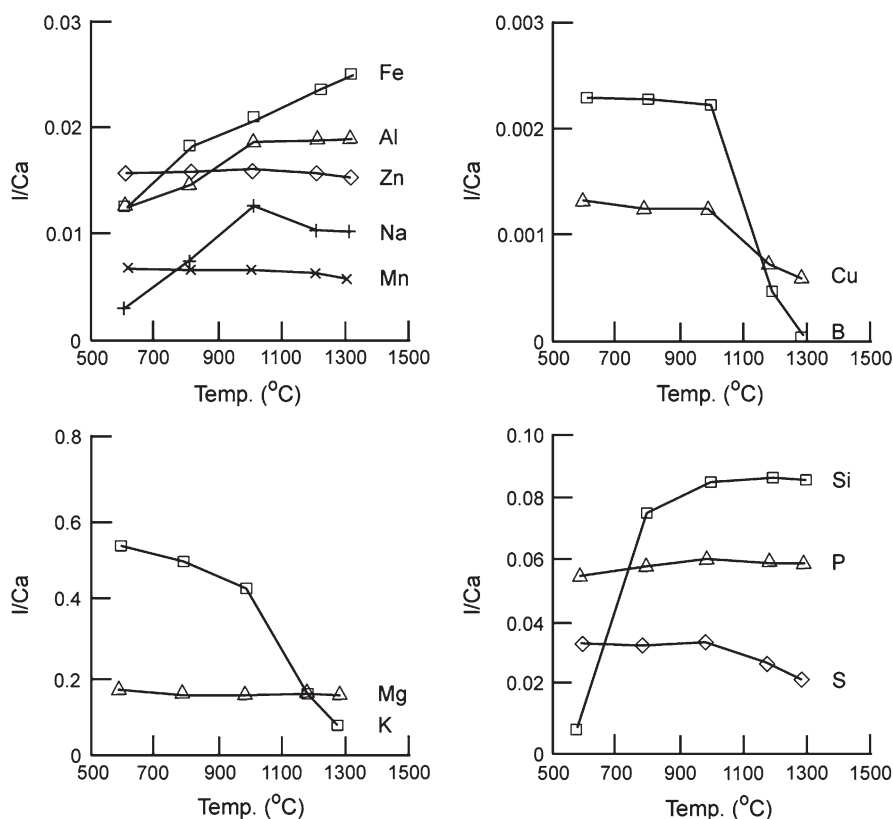 0.03
Fe
0.02
Al
Zn
I/Ca
0.01
Na
Mn
0
500 700 900 1100 1300 1500
Temp. (°C)
0.003
0.002
I/Ca
0.001
Cu
B
0
500 700 900 1100 1300 1500
Temp. (°C)
0.8
0.6
I/Ca
0.4
0.2
Mg
K
0
500 700 900 1100 1300 1500
Temp. (°C)
0.10
Si
0.08
0.06
P
I/Ca
0.04
0.02
S
0
500 700 900 1100 1300 1500
Temp. (°C)